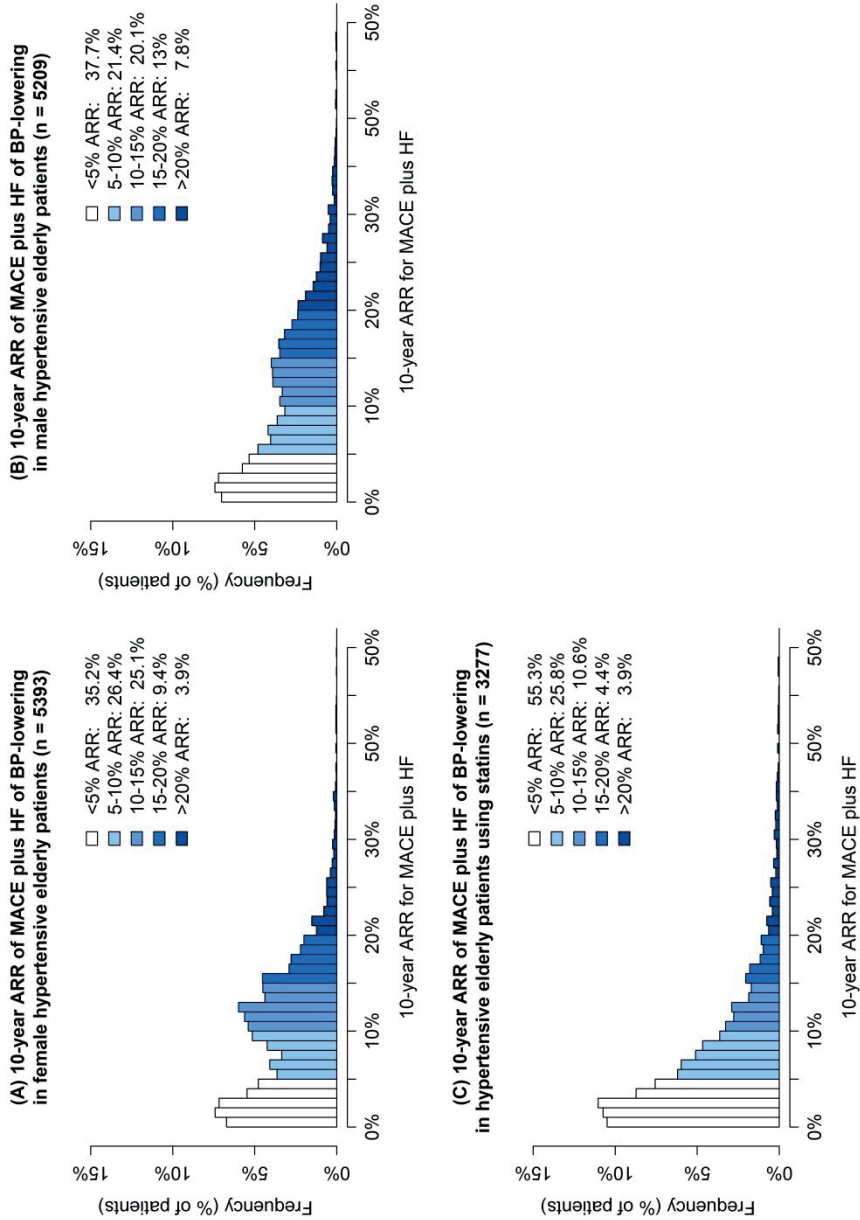 (A) 10-year ARR of MACE plus HF of BP-lowering
in female hypertensive elderly patients (n = 5393)
<5% ARR: 35.2%
5-10% ARR: 26.4%
10-15% ARR: 25.1%
15-20% ARR: 9.4%
>20% ARR: 3.9%
Frequency (% of patients)
15%
10%
5%
0%
0% 10% 20% 30% 50% 50%
10-year ARR for MACE plus HF
(B) 10-year ARR of MACE plus HF of BP-lowering
in male hypertensive elderly patients (n = 5209)
<5% ARR: 37.7%
5-10% ARR: 21.4%
10-15% ARR: 20.1%
15-20% ARR: 13%
>20% ARR: 7.8%
Frequency (% of patients)
15%
10%
5%
0%
0% 10% 20% 30% 50% 50%
10-year ARR for MACE plus HF
(C) 10-year ARR of MACE plus HF of BP-lowering
in hypertensive elderly patients using statins (n = 3277)
<5% ARR: 55.3%
5-10% ARR: 25.8%
10-15% ARR: 10.6%
15-20% ARR: 4.4%
>20% ARR: 3.9%
Frequency (% of patients)
15%
10%
5%
0%
0% 10% 20% 30% 50% 50%
10-year ARR for MACE plus HF